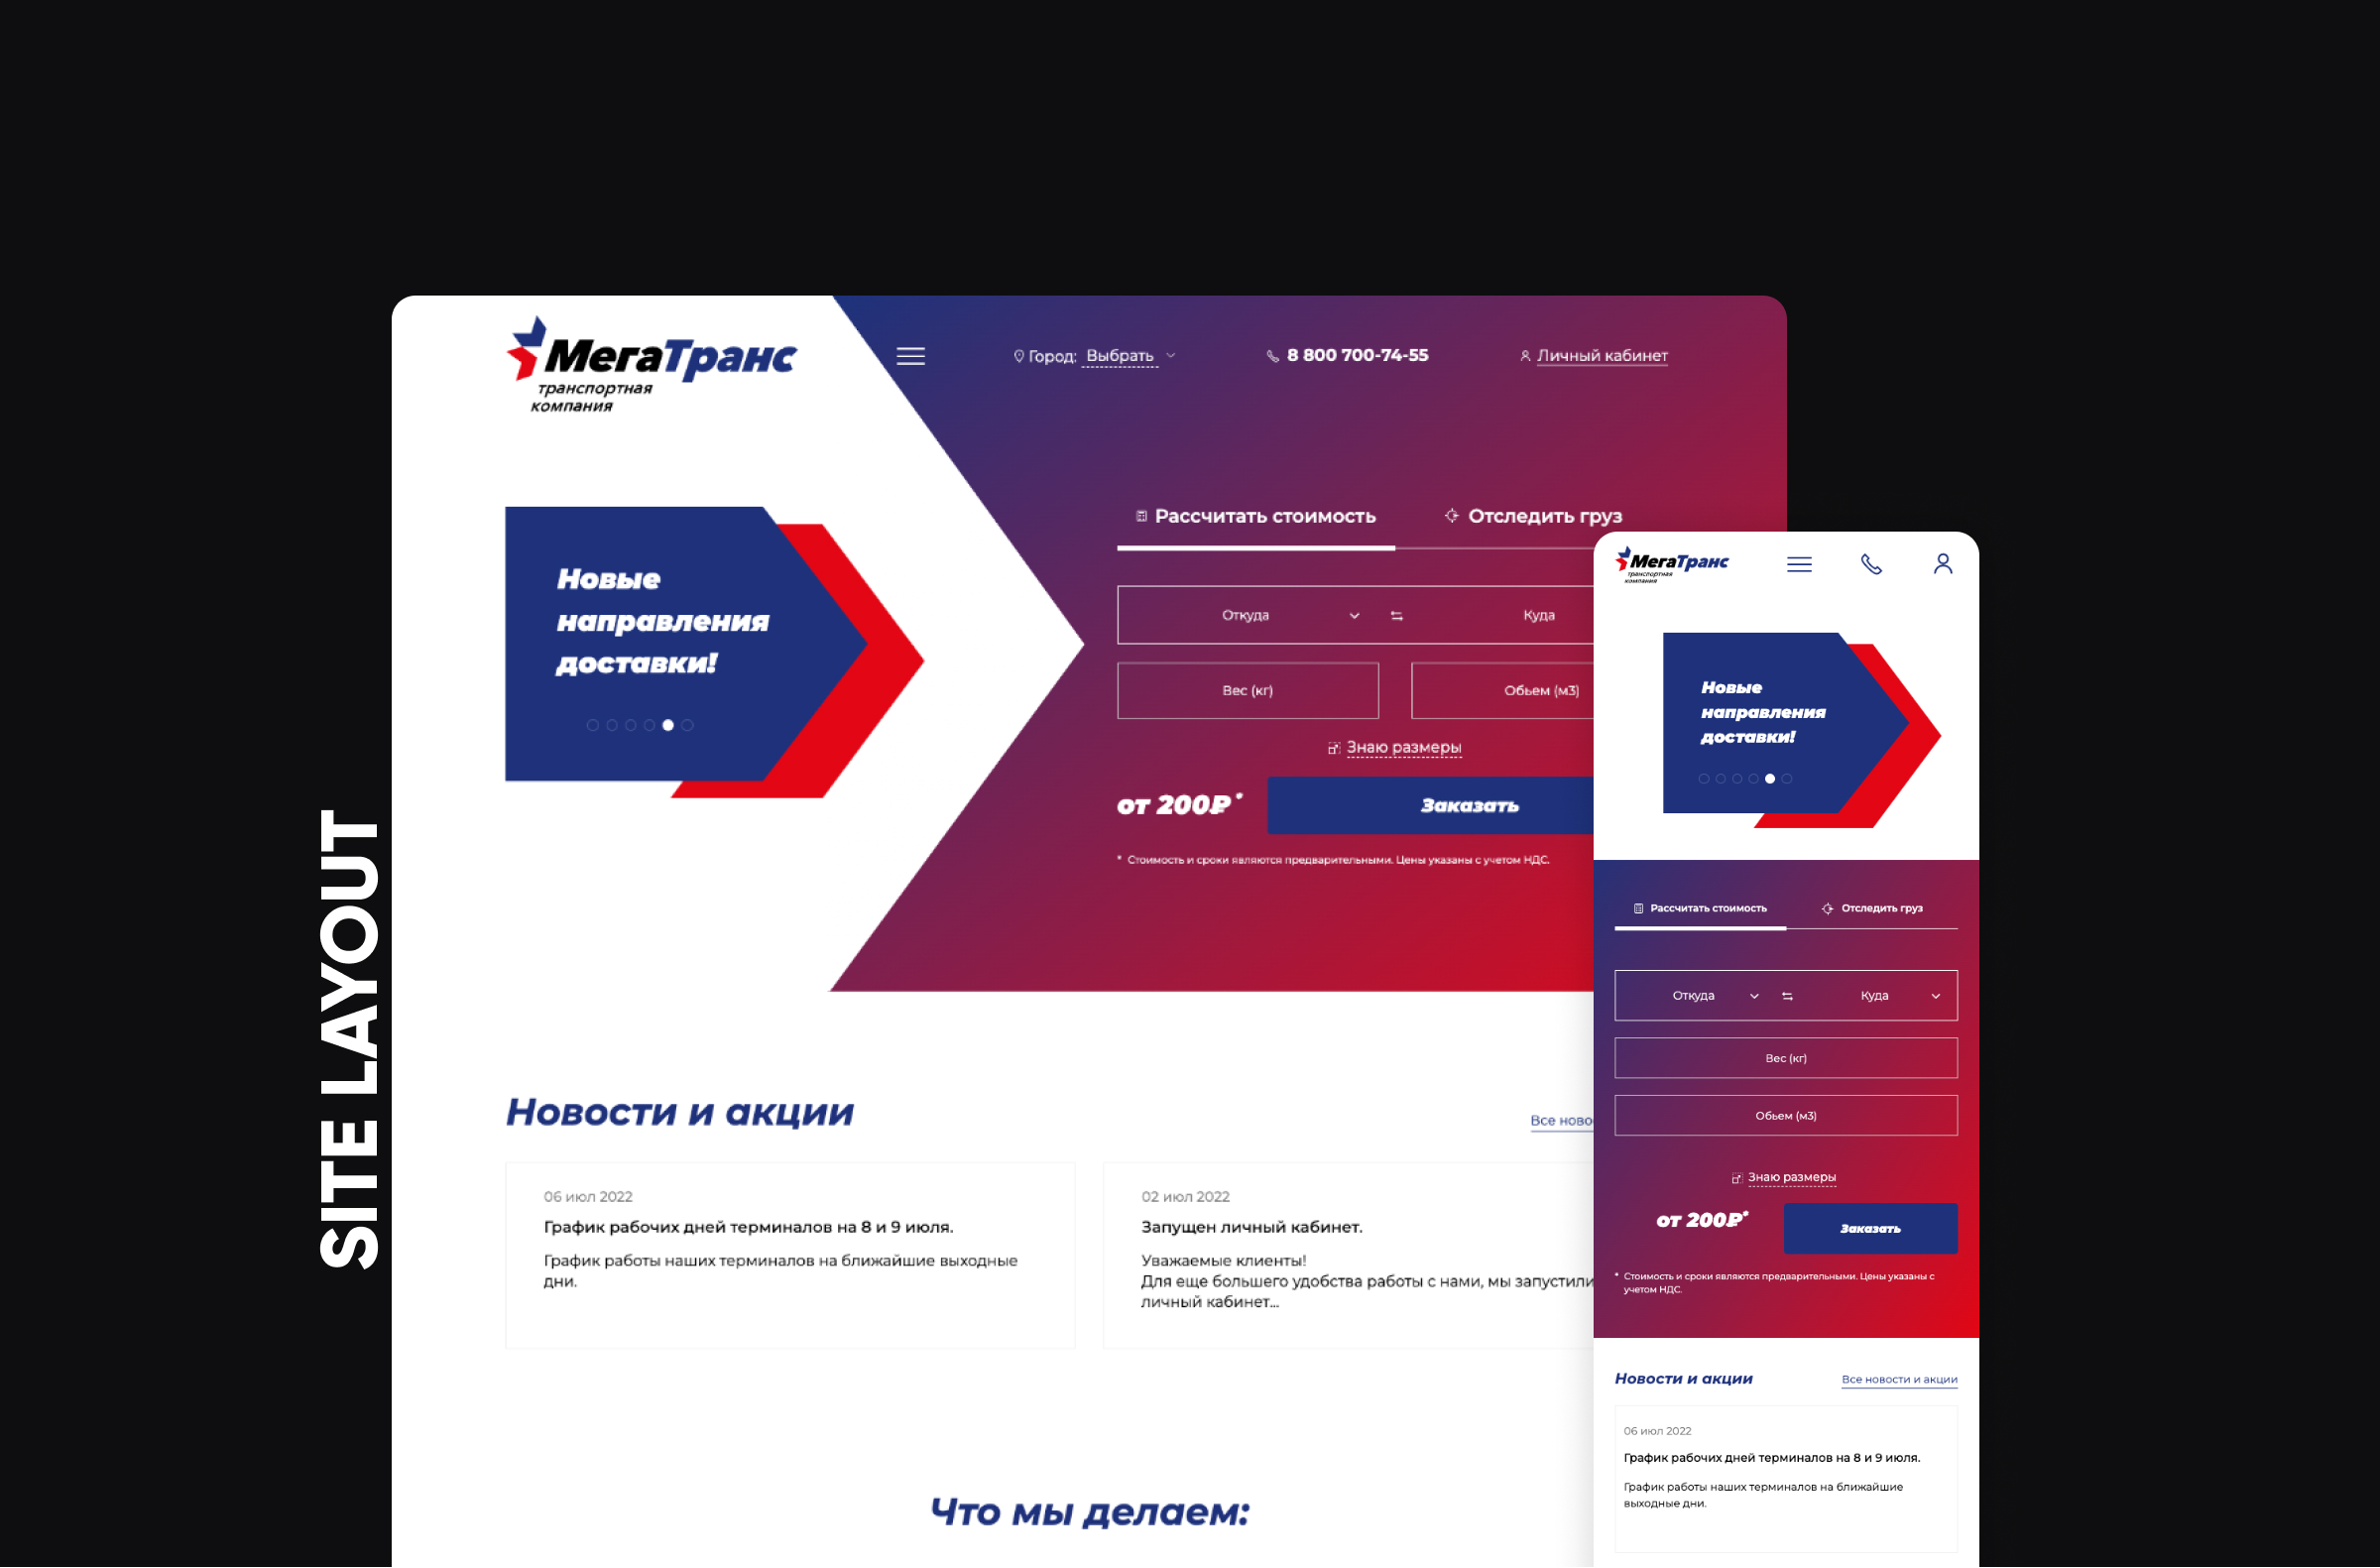 SITE LAYOUT
МегаТранс
транспортная
компания
Город: Выбрать
8 800 700-74-55
Личный кабинет
Новые
направления
доставки!
Рассчитать стоимость
Отследить груз
Откуда
Куда
Вес (кг)
Обьем (м3)
Знаю размеры
от 200₽*
Заказать
* Стоимость и сроки являются предварительными. Цены указаны с учетом НДС.
Новости и акции
Все ново
06 июл 2022
График рабочих дней терминалов на 8 и 9 июля.
График работы наших терминалов на ближайшие выходные
дни.
02 июл 2022
Запущен личный кабинет.
Уважаемые клиенты!
Для еще большего удобства работы с нами, мы запустили
личный кабинет...
Что мы делаем:
МегаТранс
транспортная
компания
Новые
направления
доставки!
Рассчитать стоимость
Отследить груз
Откуда
Куда
Вес (кг)
Обьем (м3)
Знаю размеры
от 200₽*
Заказать
* Стоимость и сроки являются предварительными. Цены указаны с
учетом НДС.
Новости и акции
Все новости и акции
06 июл 2022
График рабочих дней терминалов на 8 и 9 июля.
График работы наших терминалов на ближайшие
выходные дни.